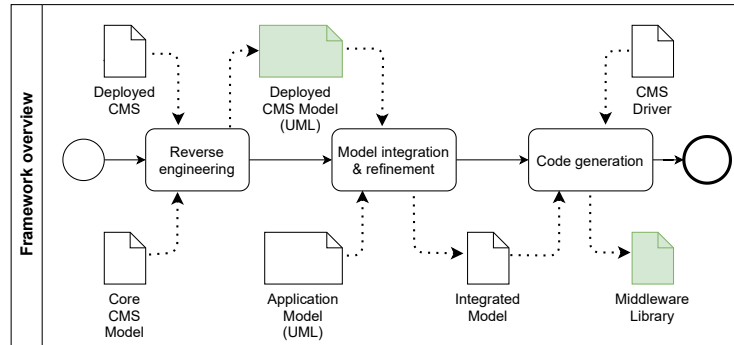 Framework overview
Deployed
CMS
Deployed
CMS Model
(UML)
CMS
Driver
Reverse
engineering
Model integration
& refinement
Code generation
Core
CMS
Model
Application
Model
(UML)
Integrated
Model
Middleware
Library